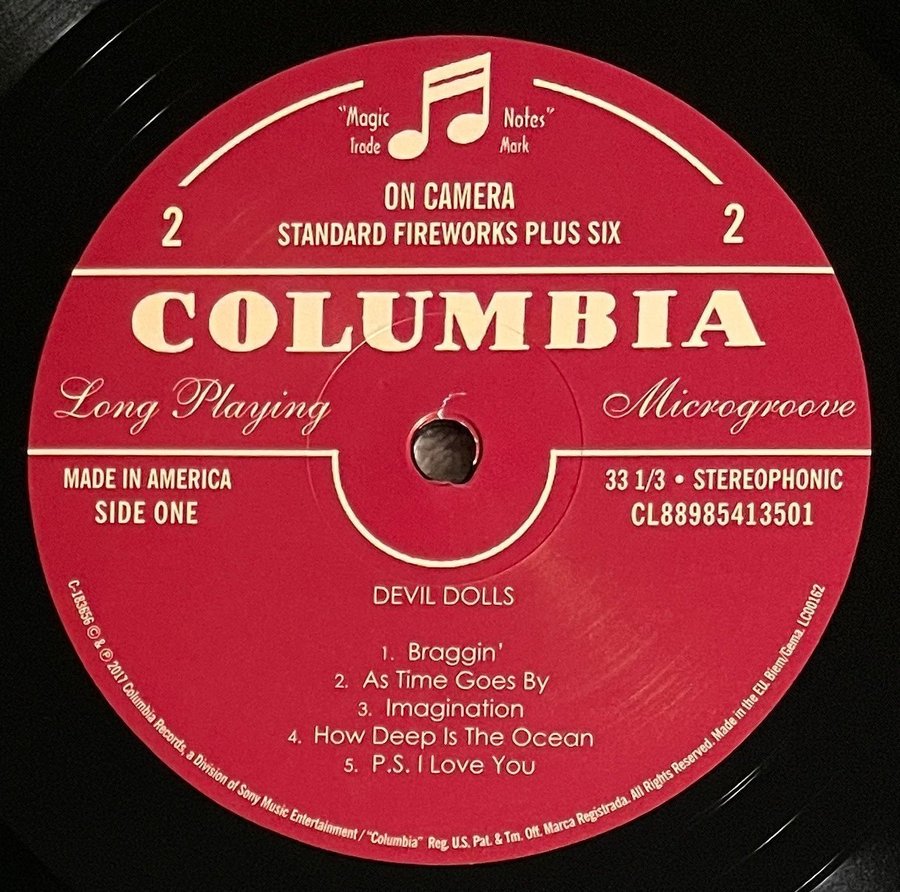 "Magic Notes"
Trade Mark
ON CAMERA
2 STANDARD FIREWORKS PLUS SIX 2
COLUMBIA
Long Playing Microgroove
MADE IN AMERICA 33 1/3 • STEREOPHONIC
SIDE ONE CL88985413501
DEVIL DOLLS
1. Braggin'
2. As Time Goes By
3. Imagination
4. How Deep Is The Ocean
5. P.S. I Love You
C-183656 © & ℗ 2017 Columbia Records, a Division of Sony Music Entertainment / "Columbia" Reg. U.S. Pat. & Tm. Off. Marca Registrada. All Rights Reserved. Made in the EU. Biem/Gema. LC00162